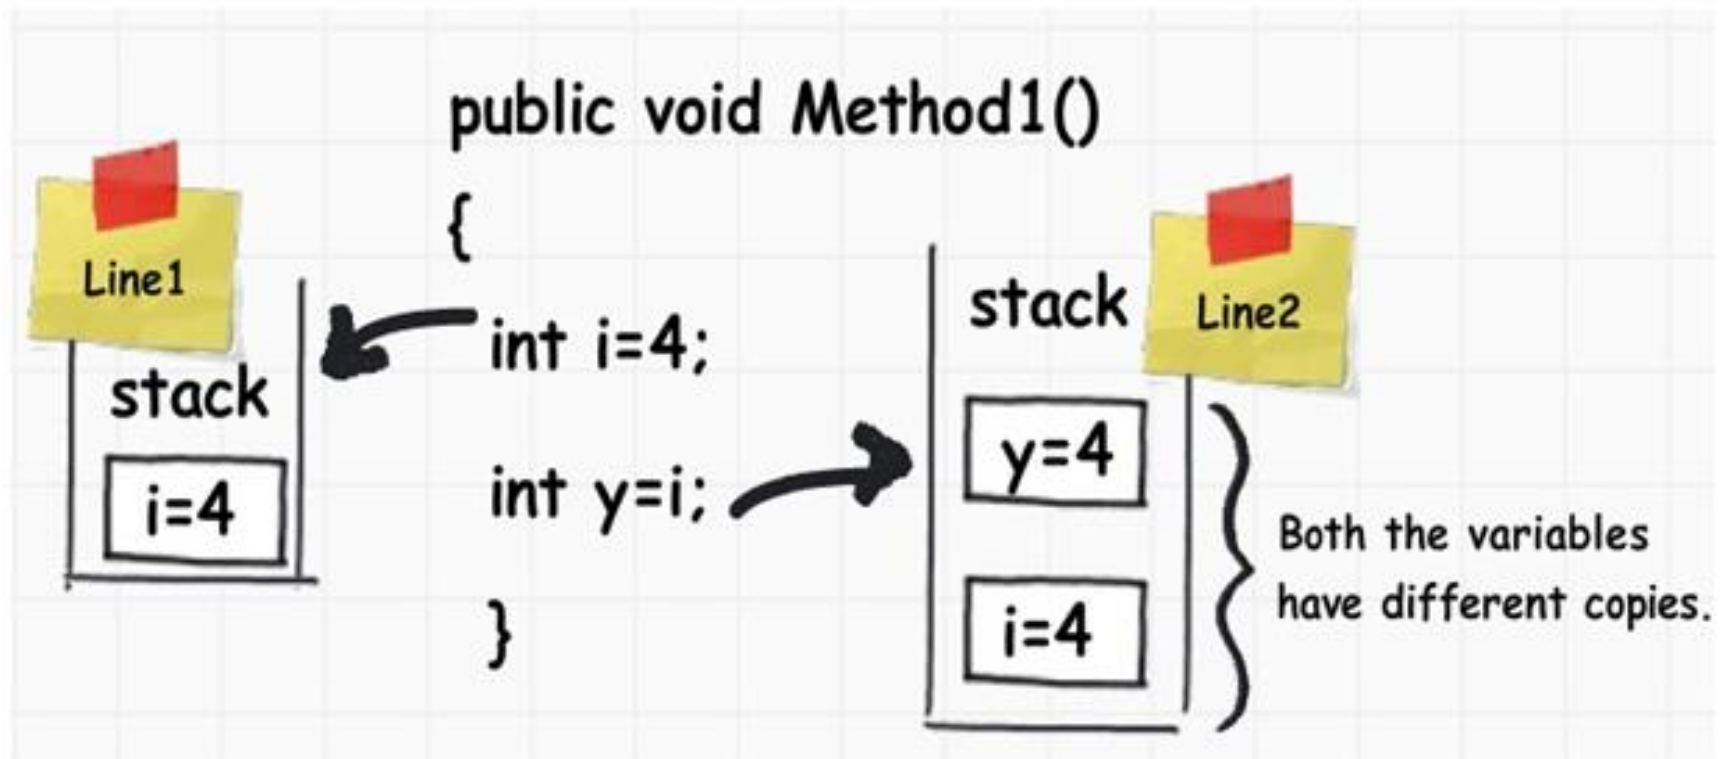 public void Method1()
{
Line1
stack
i=4
int i=4;
int y=i;
}
stack
Line2
y=4
i=4
Both the variables
have different copies.